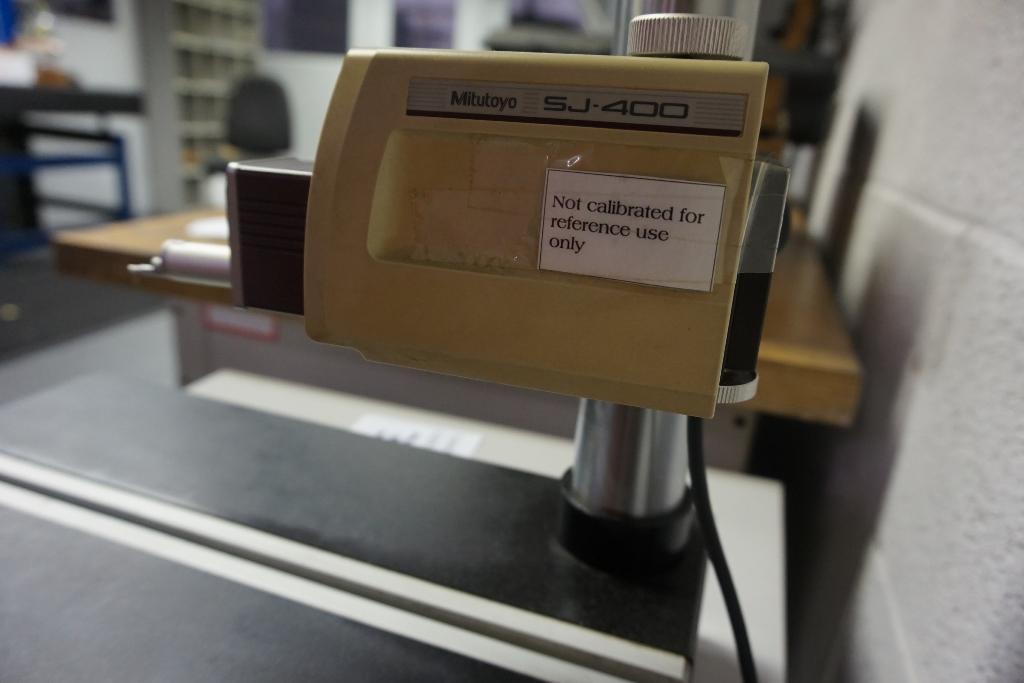 Mitutoyo SJ-400
Not calibrated for
reference use
only